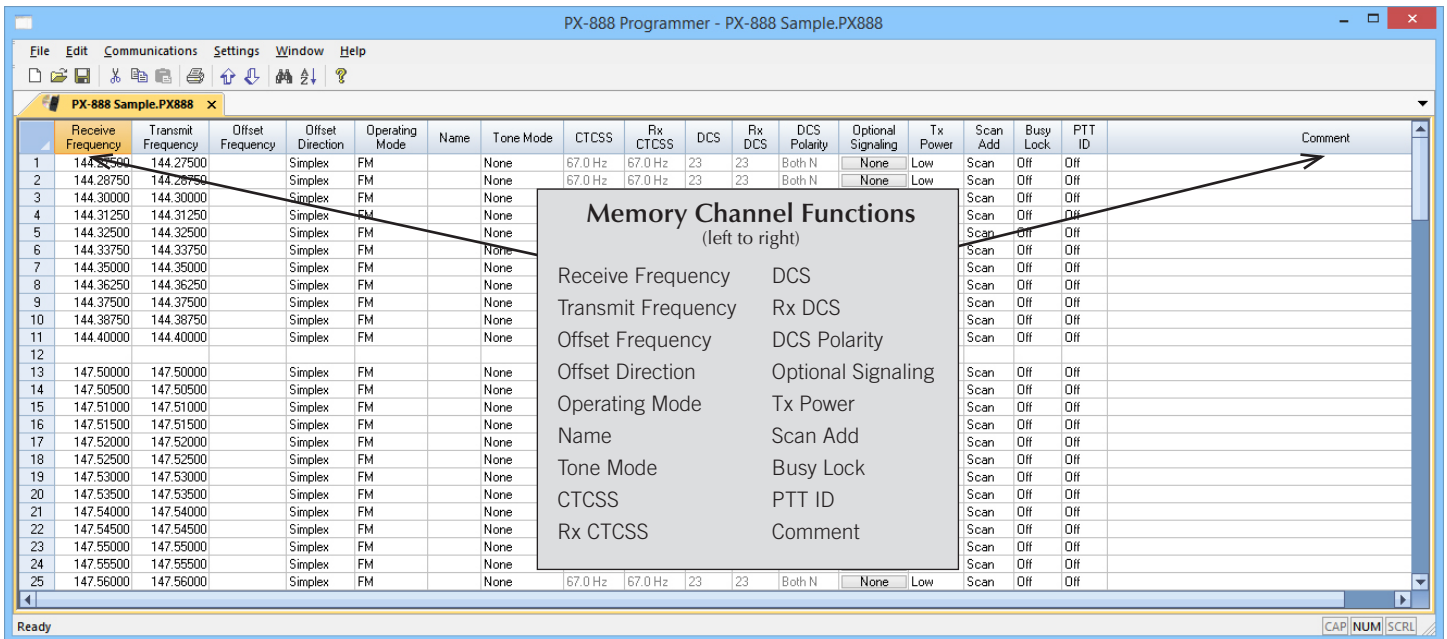 PX-888 Programmer - PX-888 Sample.PX888
File Edit Communications Settings Window Help
PX-888 Sample.PX888 x
Receive Frequency Transmit Frequency Offset Frequency Offset Direction Operating Mode Name Tone Mode CTCSS Rx CTCSS DCS Rx DCS DCS Polarity Optional Signaling Tx Power Scan Add Busy Lock PTT ID Comment
1 144.27500 144.27500 Simplex FM None 67.0 Hz 67.0 Hz 23 23 Both N None Low Scan Off Off
2 144.28750 144.28750 Simplex FM None 67.0 Hz 67.0 Hz 23 23 Both N None Low Scan Off Off
3 144.30000 144.30000 Simplex FM None Scan Off Off
4 144.31250 144.31250 Simplex FM None Scan Off Off
5 144.32500 144.32500 Simplex FM None Scan Off Off
6 144.33750 144.33750 Simplex FM None Scan Off Off
7 144.35000 144.35000 Simplex FM None Scan Off Off
8 144.36250 144.36250 Simplex FM None Scan Off Off
9 144.37500 144.37500 Simplex FM None Scan Off Off
10 144.38750 144.38750 Simplex FM None Scan Off Off
11 144.40000 144.40000 Simplex FM None Scan Off Off
12
13 147.50000 147.50000 Simplex FM None Scan Off Off
14 147.50500 147.50500 Simplex FM None Scan Off Off
15 147.51000 147.51000 Simplex FM None Scan Off Off
16 147.51500 147.51500 Simplex FM None Scan Off Off
17 147.52000 147.52000 Simplex FM None Scan Off Off
18 147.52500 147.52500 Simplex FM None Scan Off Off
19 147.53000 147.53000 Simplex FM None Scan Off Off
20 147.53500 147.53500 Simplex FM None Scan Off Off
21 147.54000 147.54000 Simplex FM None Scan Off Off
22 147.54500 147.54500 Simplex FM None Scan Off Off
23 147.55000 147.55000 Simplex FM None Scan Off Off
24 147.55500 147.55500 Simplex FM None Scan Off Off
25 147.56000 147.56000 Simplex FM None 67.0 Hz 67.0 Hz 23 23 Both N None Low Scan Off Off
Memory Channel Functions
(left to right)
Receive Frequency DCS
Transmit Frequency Rx DCS
Offset Frequency DCS Polarity
Offset Direction Optional Signaling
Operating Mode Tx Power
Name Scan Add
Tone Mode Busy Lock
CTCSS PTT ID
Rx CTCSS Comment
Ready CAP NUM SCRL